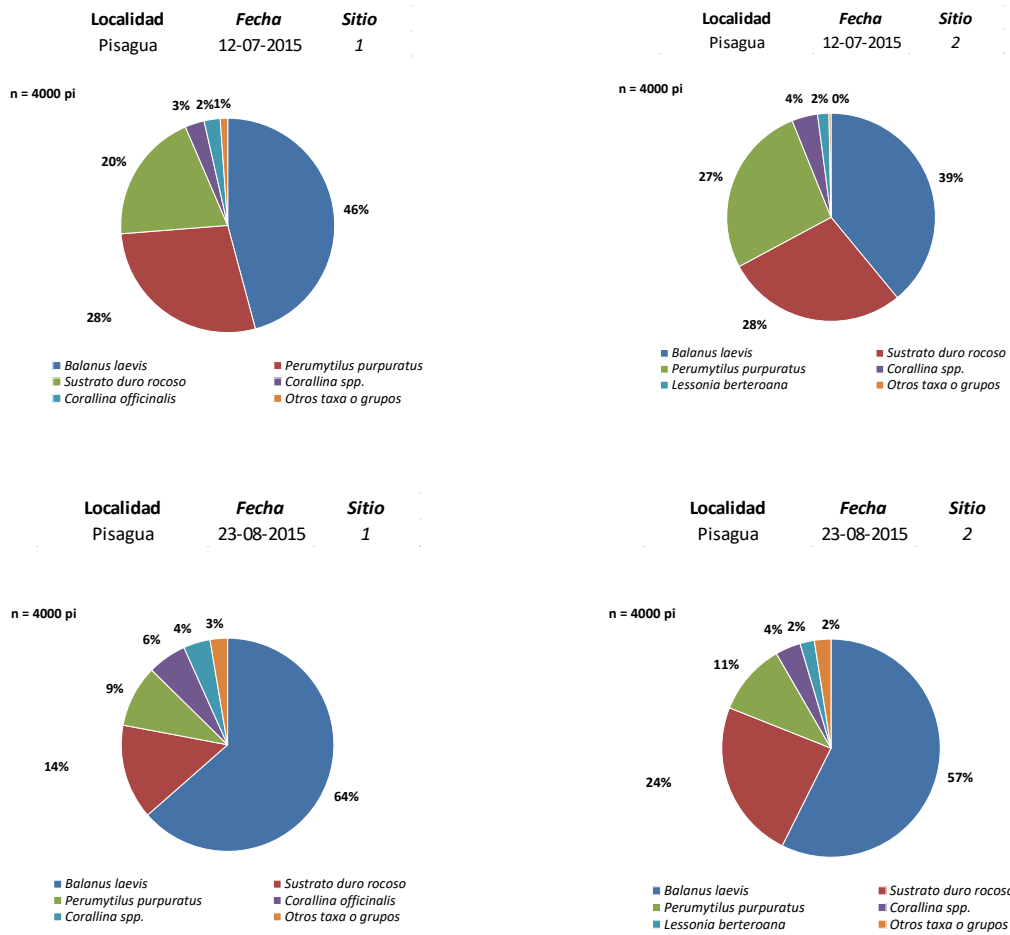 Localidad Fecha Sitio
Pisagua 12-07-2015 1
n = 4000 pi
3% 2% 1%
20%
46%
28%
Balanus laevis Perumytilus purpuratus
Sustrato duro rocoso Corallina spp.
Corallina officinalis Otros taxa o grupos
Localidad Fecha Sitio
Pisagua 12-07-2015 2
n = 4000 pi
4% 2% 0%
27%
39%
28%
Balanus laevis Sustrato duro rocoso
Perumytilus purpuratus Corallina spp.
Lessonia berteroana Otros taxa o grupos
Localidad Fecha Sitio
Pisagua 23-08-2015 1
n = 4000 pi
6% 4% 3%
9%
14%
64%
Balanus laevis Sustrato duro rocoso
Perumytilus purpuratus Corallina officinalis
Corallina spp. Otros taxa o grupos
Localidad Fecha Sitio
Pisagua 23-08-2015 2
n = 4000 pi
4% 2% 2%
11%
24%
57%
Balanus laevis Sustrato duro rocoso
Perumytilus purpuratus Corallina spp.
Lessonia berteroana Otros taxa o grupos